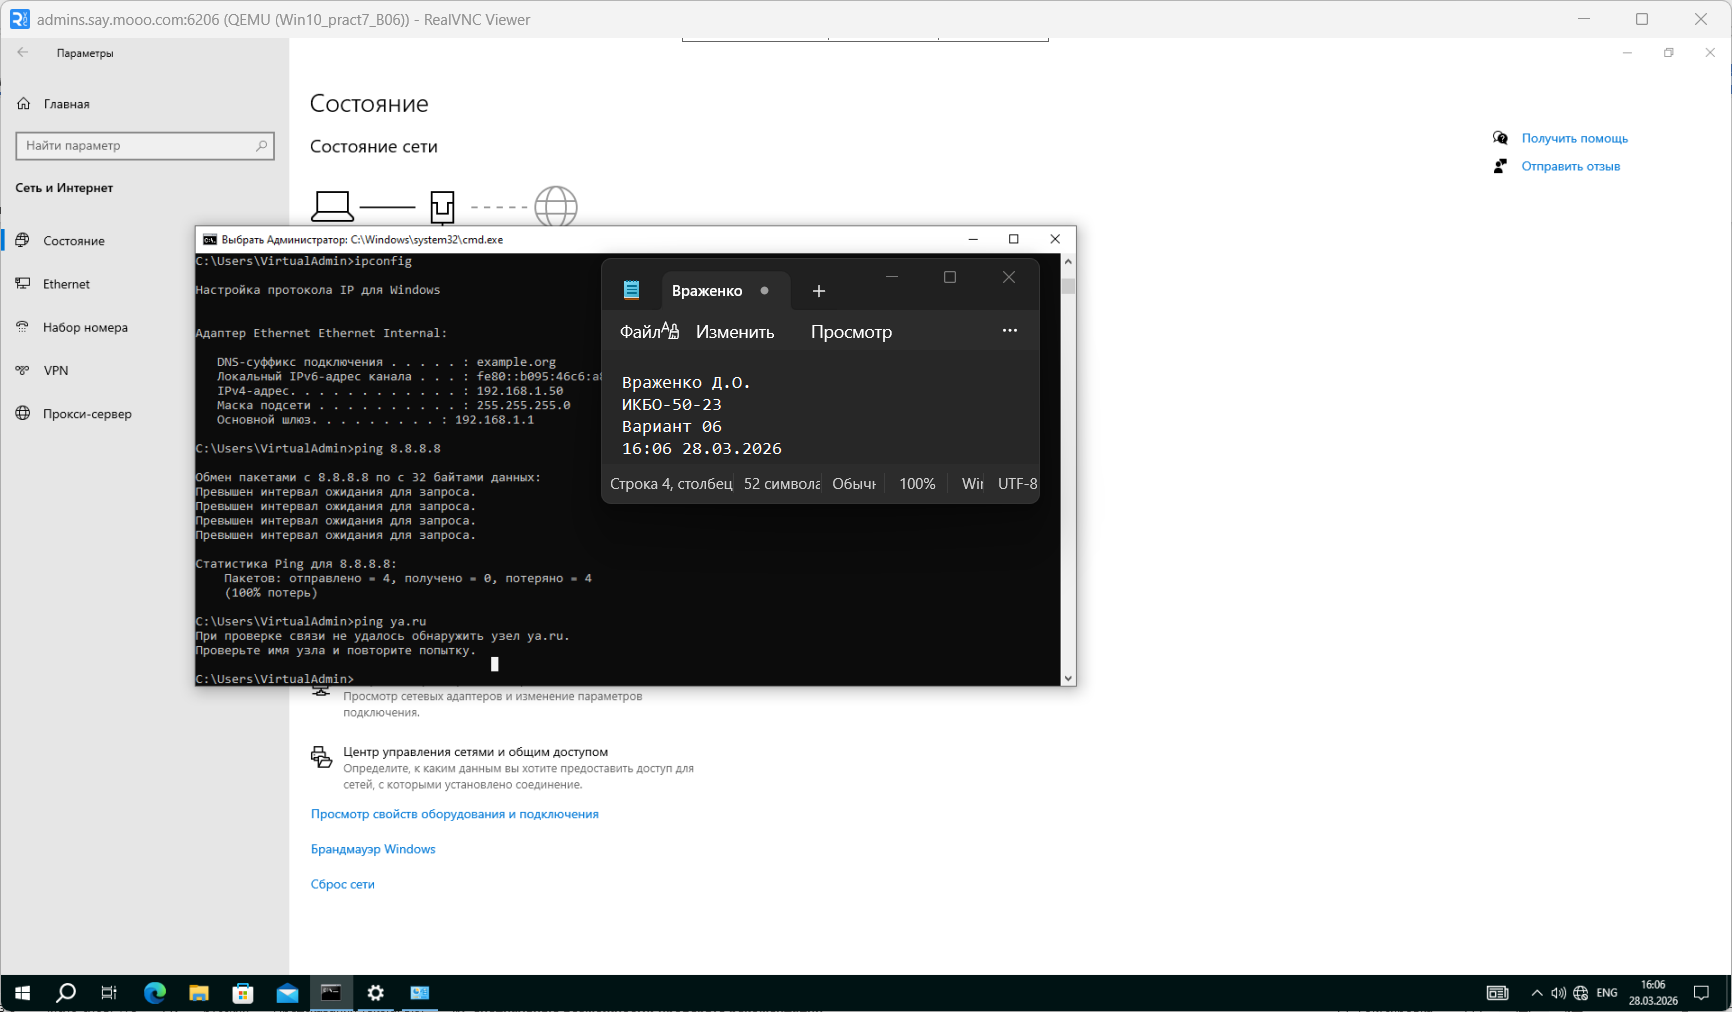 admins.say.mooo.com:6206 (QEMU (Win10_pract7_B06)) - RealVNC Viewer
Параметры
Главная
Найти параметр
Сеть и Интернет
Состояние
Ethernet
Набор номера
VPN
Прокси-сервер
Состояние
Состояние сети
Получить помощь
Отправить отзыв
Выбрать Администратор: C:\Windows\system32\cmd.exe
C:\Users\VirtualAdmin>ipconfig
Настройка протокола IP для Windows
Адаптер Ethernet Ethernet Internal:
DNS-суффикс подключения . . . . . : example.org
Локальный IPv6-адрес канала . . . : fe80::b095:46c6:a8
IPv4-адрес. . . . . . . . . . . . : 192.168.1.50
Маска подсети . . . . . . . . . . : 255.255.255.0
Основной шлюз. . . . . . . . . : 192.168.1.1
C:\Users\VirtualAdmin>ping 8.8.8.8
Обмен пакетами с 8.8.8.8 по с 32 байтами данных:
Превышен интервал ожидания для запроса.
Превышен интервал ожидания для запроса.
Превышен интервал ожидания для запроса.
Превышен интервал ожидания для запроса.
Статистика Ping для 8.8.8.8:
Пакетов: отправлено = 4, получено = 0, потеряно = 4
(100% потерь)
C:\Users\VirtualAdmin>ping ya.ru
При проверке связи не удалось обнаружить узел ya.ru.
Проверьте имя узла и повторите попытку.
C:\Users\VirtualAdmin>
Враженко
Файл Изменить Просмотр
Враженко Д.О.
ИКБО-50-23
Вариант 06
16:06 28.03.2026
Строка 4, столбец 52 символа Обычн 100% Win UTF-8
Просмотр сетевых адаптеров и изменение параметров
подключения.
Центр управления сетями и общим доступом
Определите, к каким данным вы хотите предоставить доступ для
сетей, с которыми установлено соединение.
Просмотр свойств оборудования и подключения
Брандмауэр Windows
Сброс сети
ENG
16:06
28.03.2026